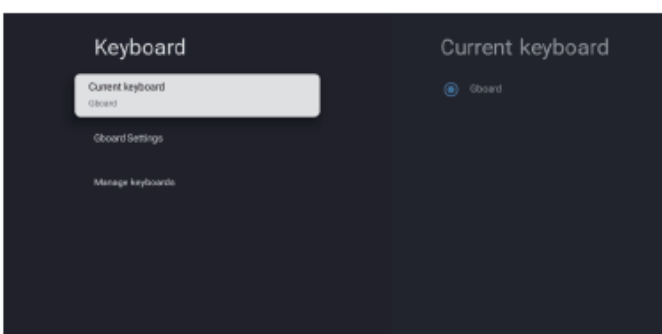 Keyboard
Current keyboard
Gboard
Gboard Settings
Manage keyboards
Current keyboard
Gboard